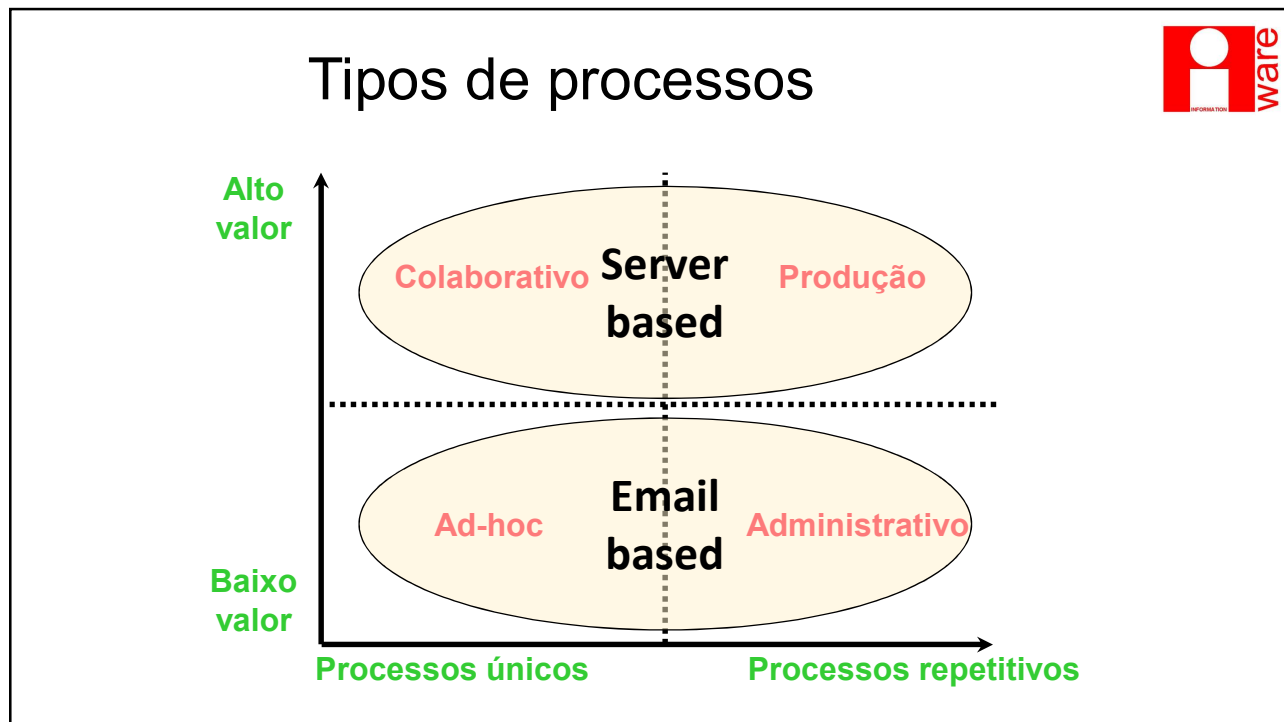 Tipos de processos
INFORMATION
ware
Alto
valor
Colaborativo
Server
based
Produção
Ad-hoc
Email
based
Administrativo
Baixo
valor
Processos únicos
Processos repetitivos